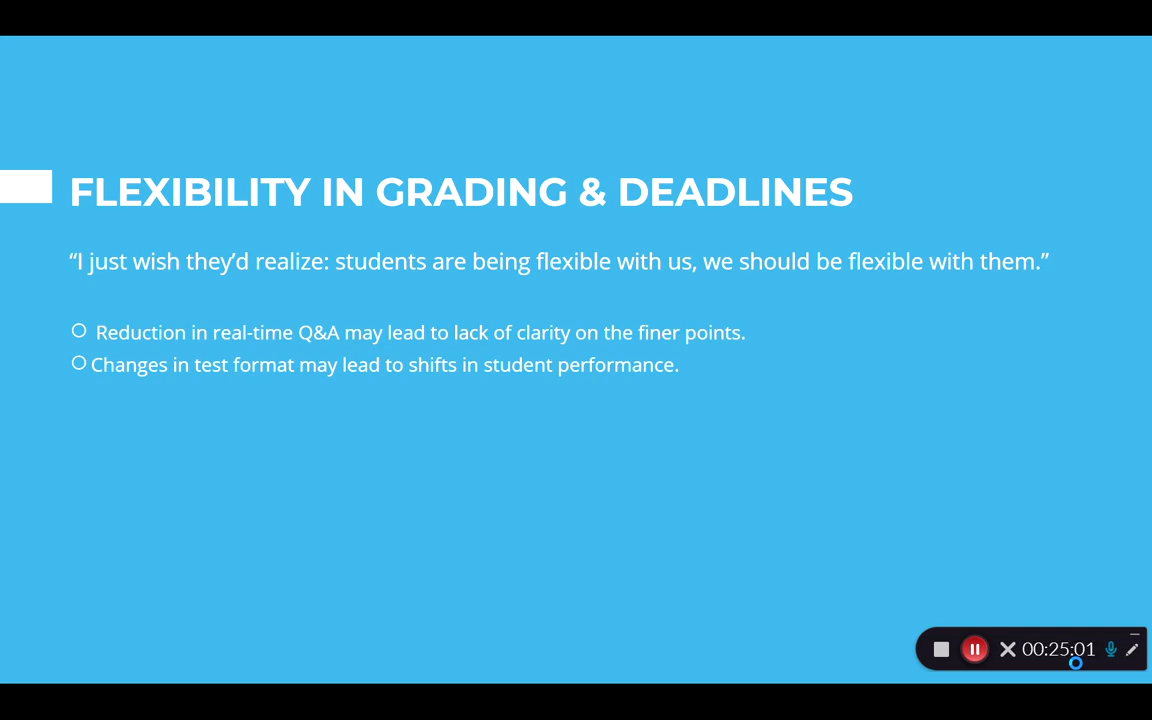 FLEXIBILITY IN GRADING & DEADLINES
“I just wish they’d realize: students are being flexible with us, we should be flexible with them.”
Reduction in real-time Q&A may lead to lack of clarity on the finer points.
Changes in test format may lead to shifts in student performance.
00:25:01